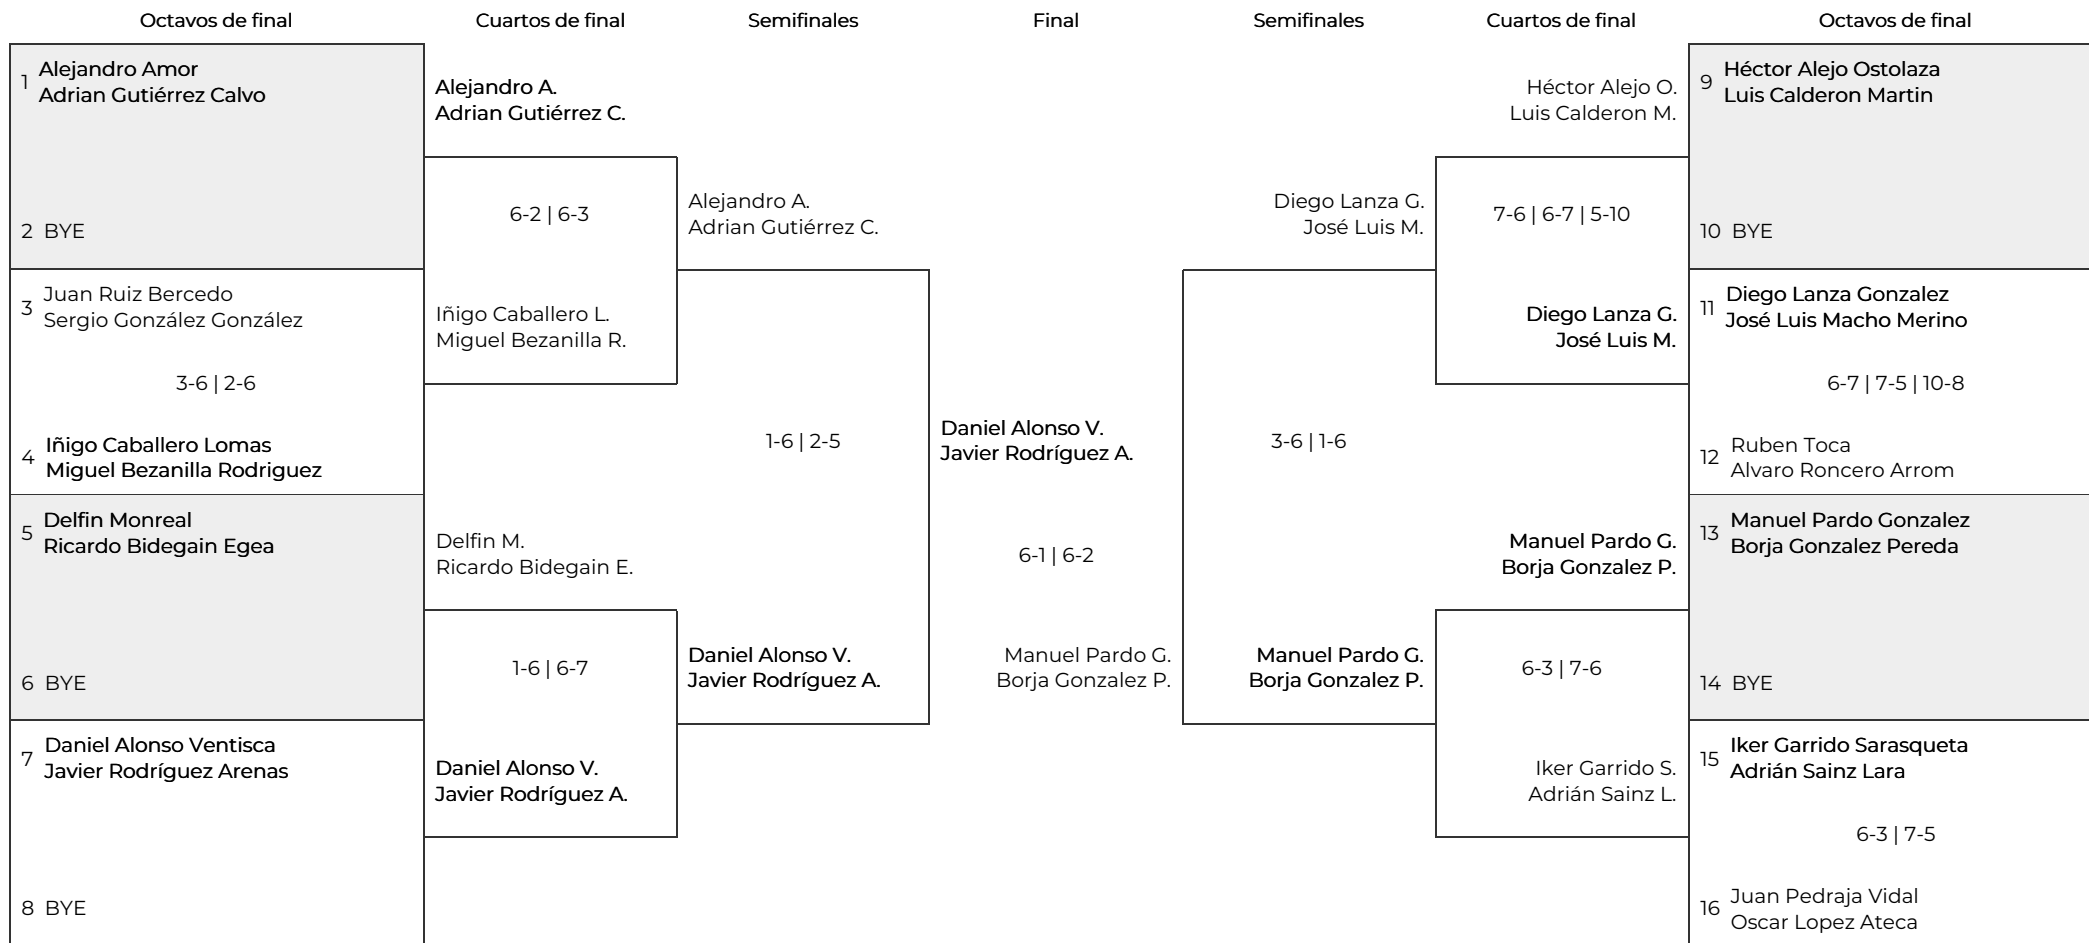 Octavos de final
Cuartos de final
Semifinales
Final
Semifinales
Cuartos de final
Octavos de final
1 Alejandro Amor
Adrian Gutiérrez Calvo
2 BYE
3 Juan Ruiz Bercedo
Sergio González González
3-6 | 2-6
4 Iñigo Caballero Lomas
Miguel Bezanilla Rodriguez
5 Delfin Monreal
Ricardo Bidegain Egea
6 BYE
7 Daniel Alonso Ventisca
Javier Rodríguez Arenas
8 BYE
Alejandro A.
Adrian Gutiérrez C.
6-2 | 6-3
Iñigo Caballero L.
Miguel Bezanilla R.
Delfin M.
Ricardo Bidegain E.
1-6 | 6-7
Daniel Alonso V.
Javier Rodríguez A.
Alejandro A.
Adrian Gutiérrez C.
1-6 | 2-5
Daniel Alonso V.
Javier Rodríguez A.
Daniel Alonso V.
Javier Rodríguez A.
6-1 | 6-2
Manuel Pardo G.
Borja Gonzalez P.
Diego Lanza G.
José Luis M.
3-6 | 1-6
Manuel Pardo G.
Borja Gonzalez P.
Héctor Alejo O.
Luis Calderon M.
7-6 | 6-7 | 5-10
Diego Lanza G.
José Luis M.
Manuel Pardo G.
Borja Gonzalez P.
6-3 | 7-6
Iker Garrido S.
Adrián Sainz L.
9 Héctor Alejo Ostolaza
Luis Calderon Martin
10 BYE
11 Diego Lanza Gonzalez
José Luis Macho Merino
6-7 | 7-5 | 10-8
12 Ruben Toca
Alvaro Roncero Arrom
13 Manuel Pardo Gonzalez
Borja Gonzalez Pereda
14 BYE
15 Iker Garrido Sarasqueta
Adrián Sainz Lara
6-3 | 7-5
16 Juan Pedraja Vidal
Oscar Lopez Ateca